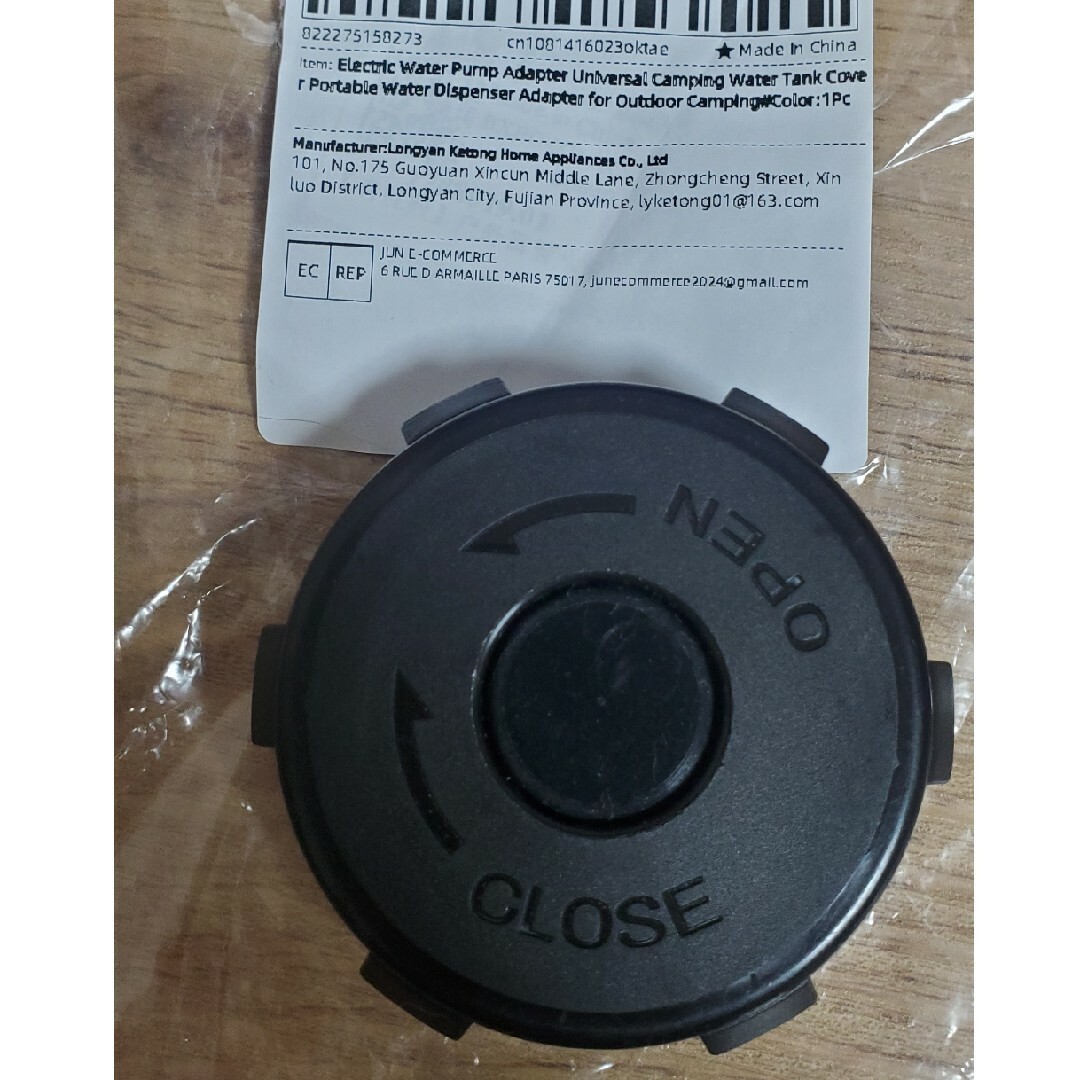 822275158273 cn1081416023oktae ★ Made In China
Item: Electric Water Pump Adapter Universal Camping Water Tank Cove
r Portable Water Dispenser Adapter for Outdoor Camping#Color:1Pc
Manufacturer:Longyan Ketong Home Appliances Co., Ltd
101, No.175 Guoyuan Xincun Middle Lane, Zhongcheng Street, Xin
luo District, Longyan City, Fujian Province, lyketong01@163.com
EC REP
JUN E-COMMERCE
6 RUE D ARMAILLE PARIS 75017, junecommerce2024@gmail.com
OPEN
CLOSE